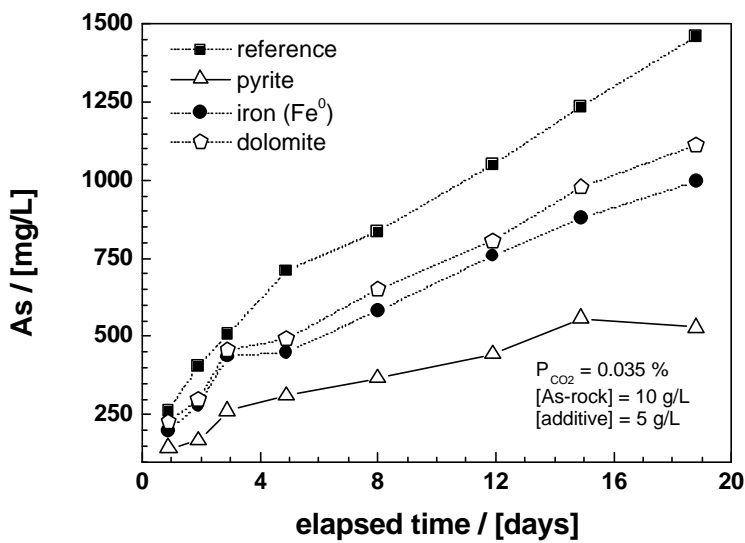 1500
1250
1000
750
500
250
As / [mg/L]
reference
pyrite
iron (Fe⁰)
dolomite
P_CO2 = 0.035 %
[As-rock] = 10 g/L
[additive] = 5 g/L
0 4 8 12 16 20
elapsed time / [days]